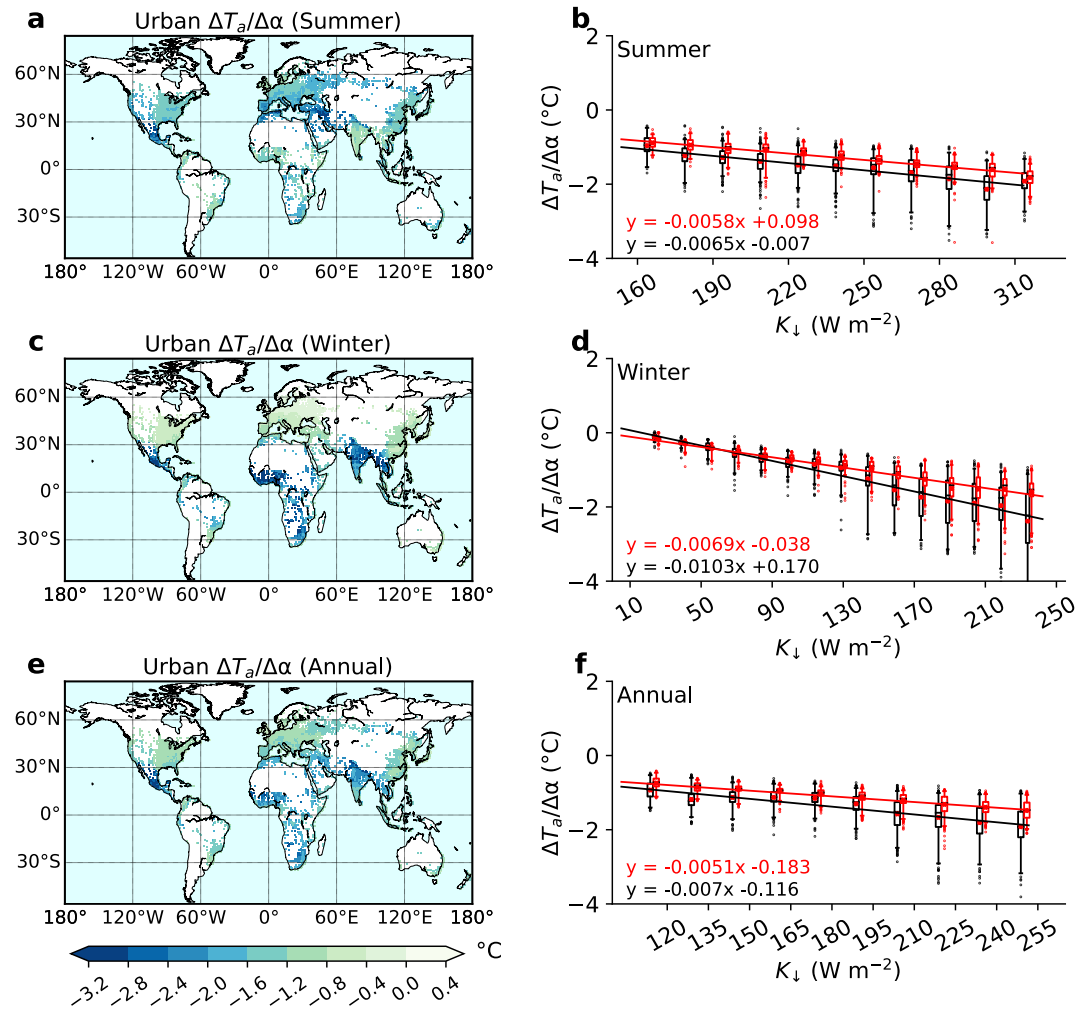 a Urban ΔTₐ/Δα (Summer)
60°N
30°N
0°
30°S
180° 120°W 60°W 0° 60°E 120°E 180°
b
Summer
2
0
−2
−4
ΔTₐ/Δα (°C)
y = -0.0058x +0.098
y = -0.0065x -0.007
160 190 220 250 280 310
K↓ (W m⁻²)
c Urban ΔTₐ/Δα (Winter)
60°N
30°N
0°
30°S
180° 120°W 60°W 0° 60°E 120°E 180°
d
Winter
2
0
−2
−4
ΔTₐ/Δα (°C)
y = -0.0069x -0.038
y = -0.0103x +0.170
10 50 90 130 170 210 250
K↓ (W m⁻²)
e Urban ΔTₐ/Δα (Annual)
60°N
30°N
0°
30°S
180° 120°W 60°W 0° 60°E 120°E 180°
°C
−3.2 −2.8 −2.4 −2.0 −1.6 −1.2 −0.8 −0.4 0.0 0.4
f
Annual
2
0
−2
−4
ΔTₐ/Δα (°C)
y = -0.0051x -0.183
y = -0.007x -0.116
120 135 150 165 180 195 210 225 240 255
K↓ (W m⁻²)